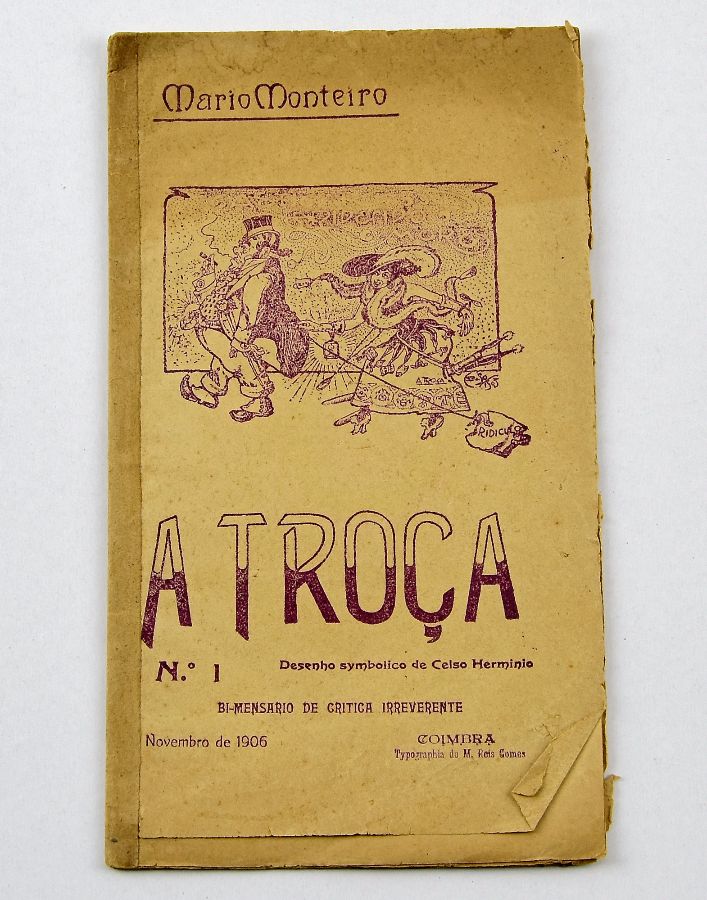 Mario Monteiro
RIDICULO
A TROÇA
N.º 1
Desenho symbolico de Celso Herminio
BI-MENSARIO DE CRITICA IRREVERENTE
Novembro de 1906
COIMBRA
Typographia de M. Reis Gomes